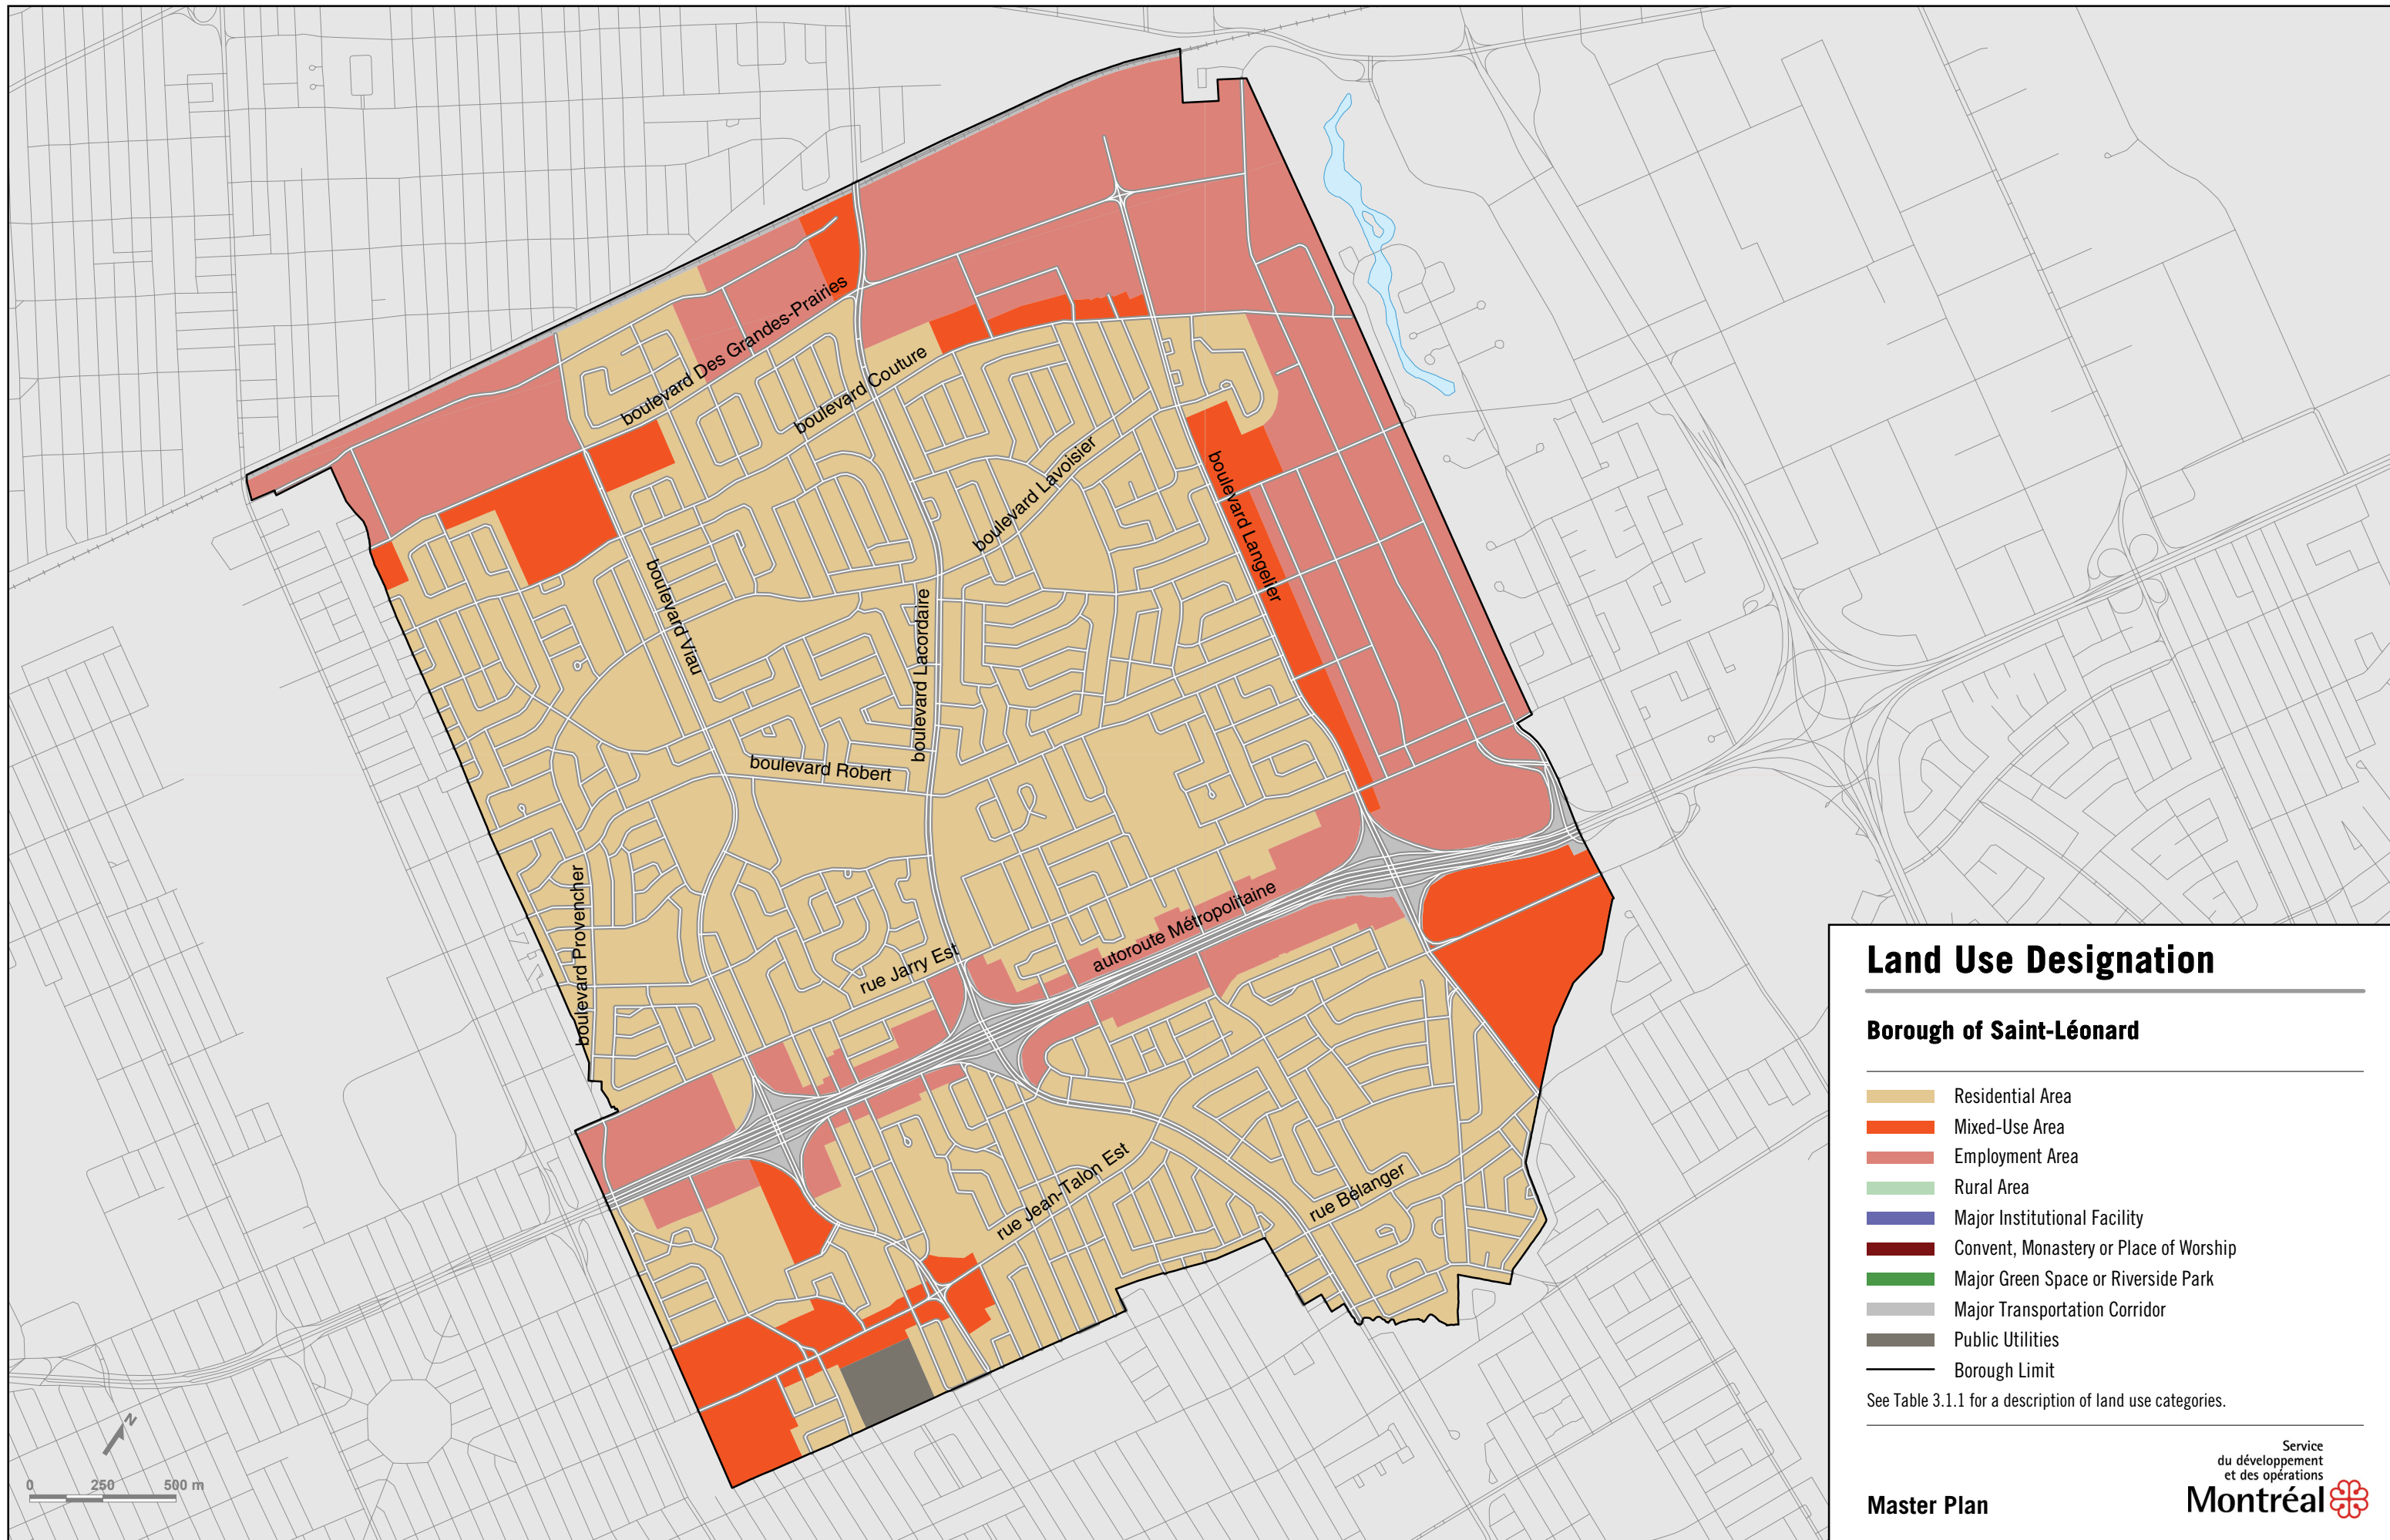 boulevard Des Grandes-Prairies
boulevard Couture
boulevard Lavoisier
boulevard Langelier
boulevard Viau
boulevard Lacordaire
boulevard Robert
boulevard Provencher
autoroute Métropolitaine
rue Jarry Est
rue Jean-Talon Est
rue Bélanger
N
0 250 500 m
Land Use Designation
Borough of Saint-Léonard
Residential Area
Mixed-Use Area
Employment Area
Rural Area
Major Institutional Facility
Convent, Monastery or Place of Worship
Major Green Space or Riverside Park
Major Transportation Corridor
Public Utilities
Borough Limit
See Table 3.1.1 for a description of land use categories.
Service
du développement
et des opérations
Montréal
Master Plan